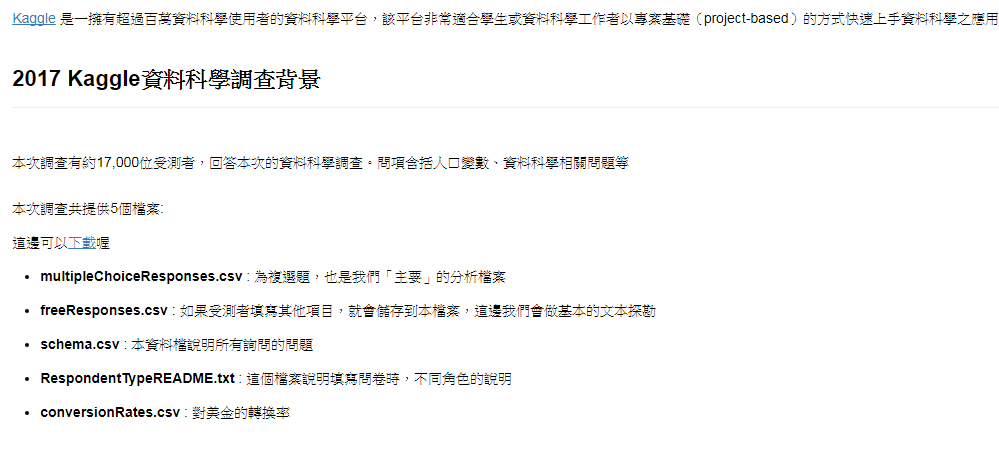 Kaggle 是一擁有超過百萬資料科學使用者的資料科學平台，該平台非常適合學生或資料科學工作者以專案基礎（project-based）的方式快速上手資料科學之應用
2017 Kaggle資料科學調查背景
本次調查有約17,000位受測者，回答本次的資料科學調查。問項含括人口變數、資料科學相關問題等
本次調查共提供5個檔案:
這邊可以下載喔
• multipleChoiceResponses.csv : 為複選題，也是我們「主要」的分析檔案
• freeResponses.csv : 如果受測者填寫其他項目，就會儲存到本檔案，這邊我們會做基本的文本探勘
• schema.csv : 本資料檔說明所有詢問的問題
• RespondentTypeREADME.txt : 這個檔案說明填寫問卷時，不同角色的說明
• conversionRates.csv : 對美金的轉換率